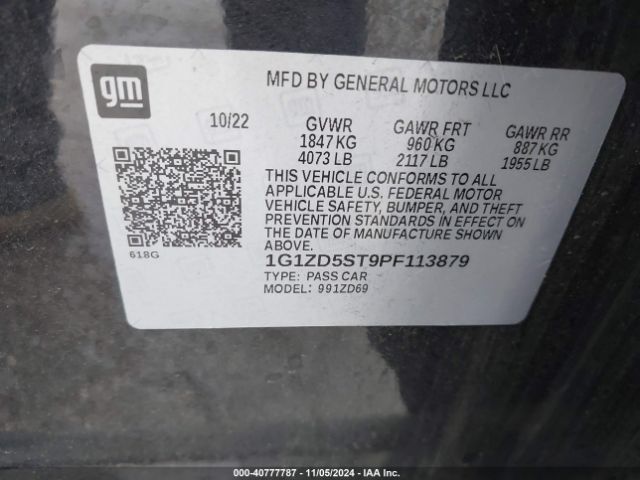 gm
MFD BY GENERAL MOTORS LLC
10/22 GVWR GAWR FRT GAWR RR
1847 KG 960 KG 887 KG
4073 LB 2117 LB 1955 LB
THIS VEHICLE CONFORMS TO ALL
APPLICABLE U.S. FEDERAL MOTOR
VEHICLE SAFETY, BUMPER, AND THEFT
PREVENTION STANDARDS IN EFFECT ON
THE DATE OF MANUFACTURE SHOWN
ABOVE.
618G
1G1ZD5ST9PF113879
TYPE: PASS CAR
MODEL: 991ZD69
000-40777787 - 11/05/2024 - IAA Inc.